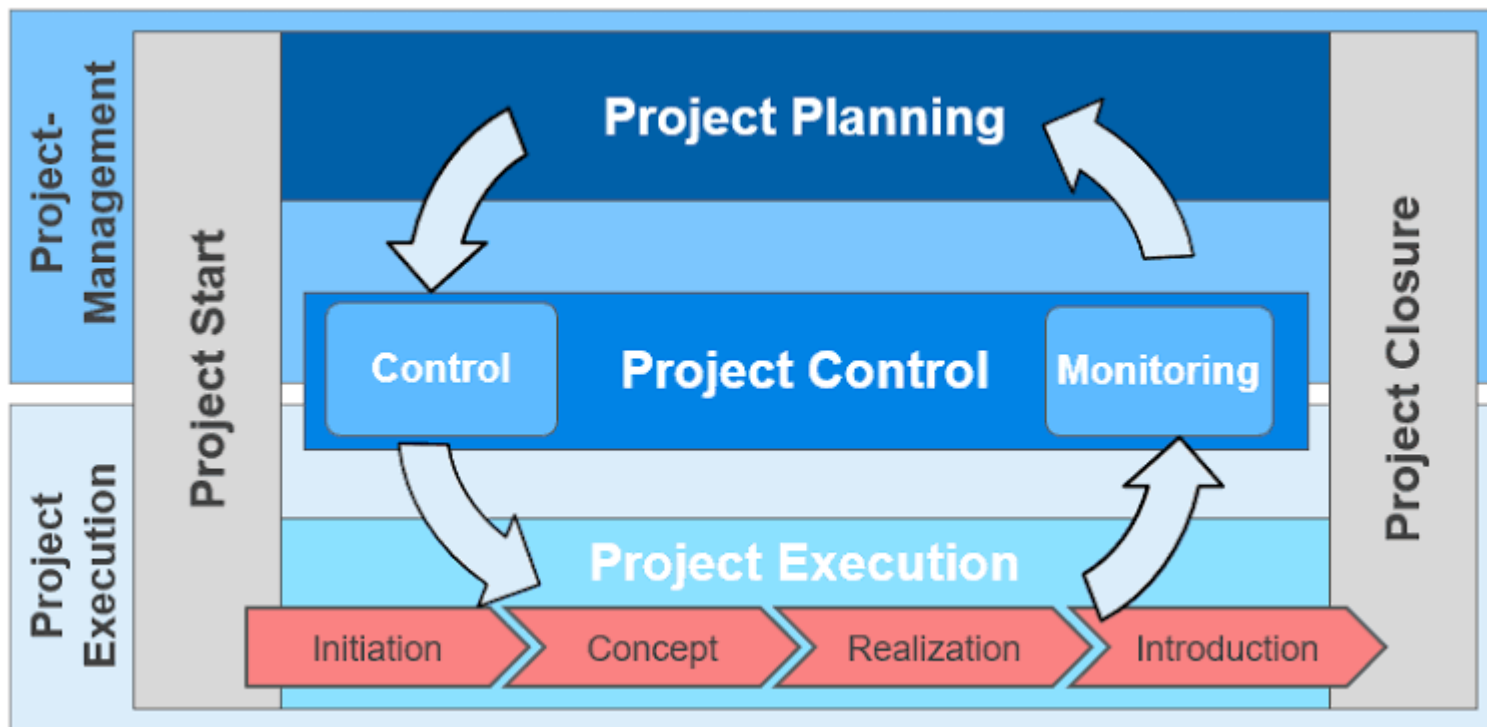 Project-
Management
Project
Execution
Project Start
Project Planning
Control
Project Control
Monitoring
Project Execution
Initiation
Concept
Realization
Introduction
Project Closure